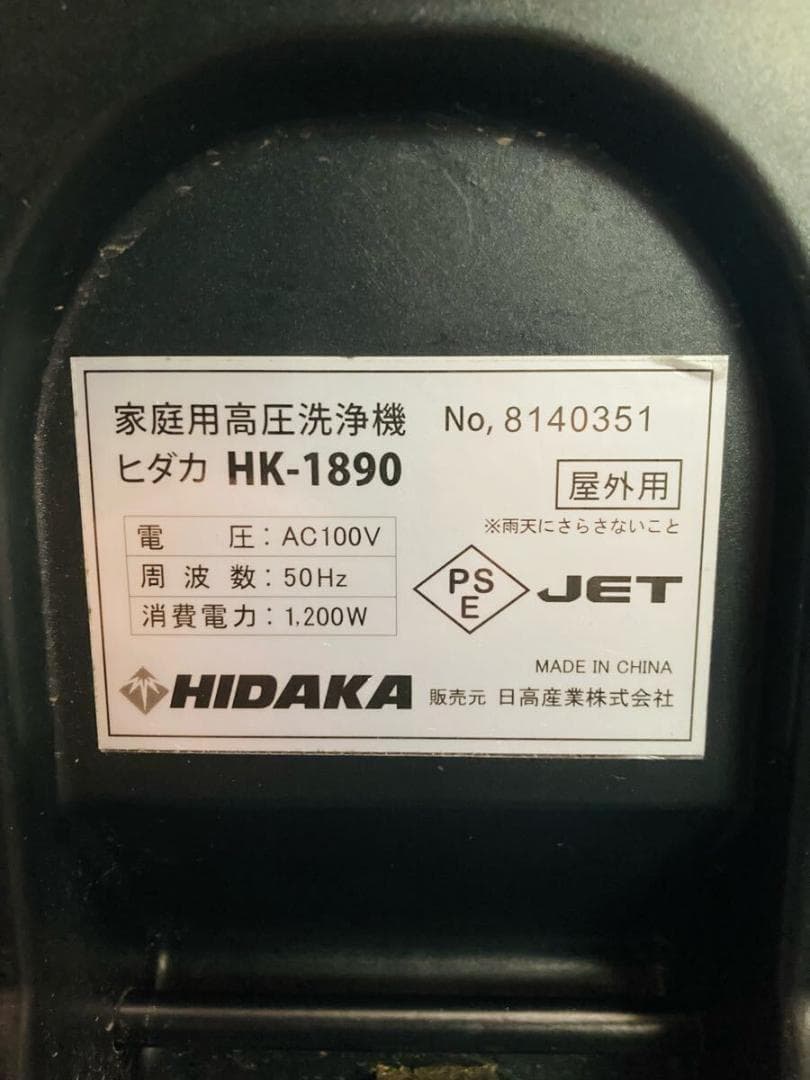 家庭用高圧洗浄機 No, 8140351
ヒダカ HK-1890
屋外用
※雨天にさらさないこと
電 圧：AC100V
周 波 数：50Hz
消費電力：1,200W
PS
E
JET
MADE IN CHINA
HIDAKA 販売元 日高産業株式会社